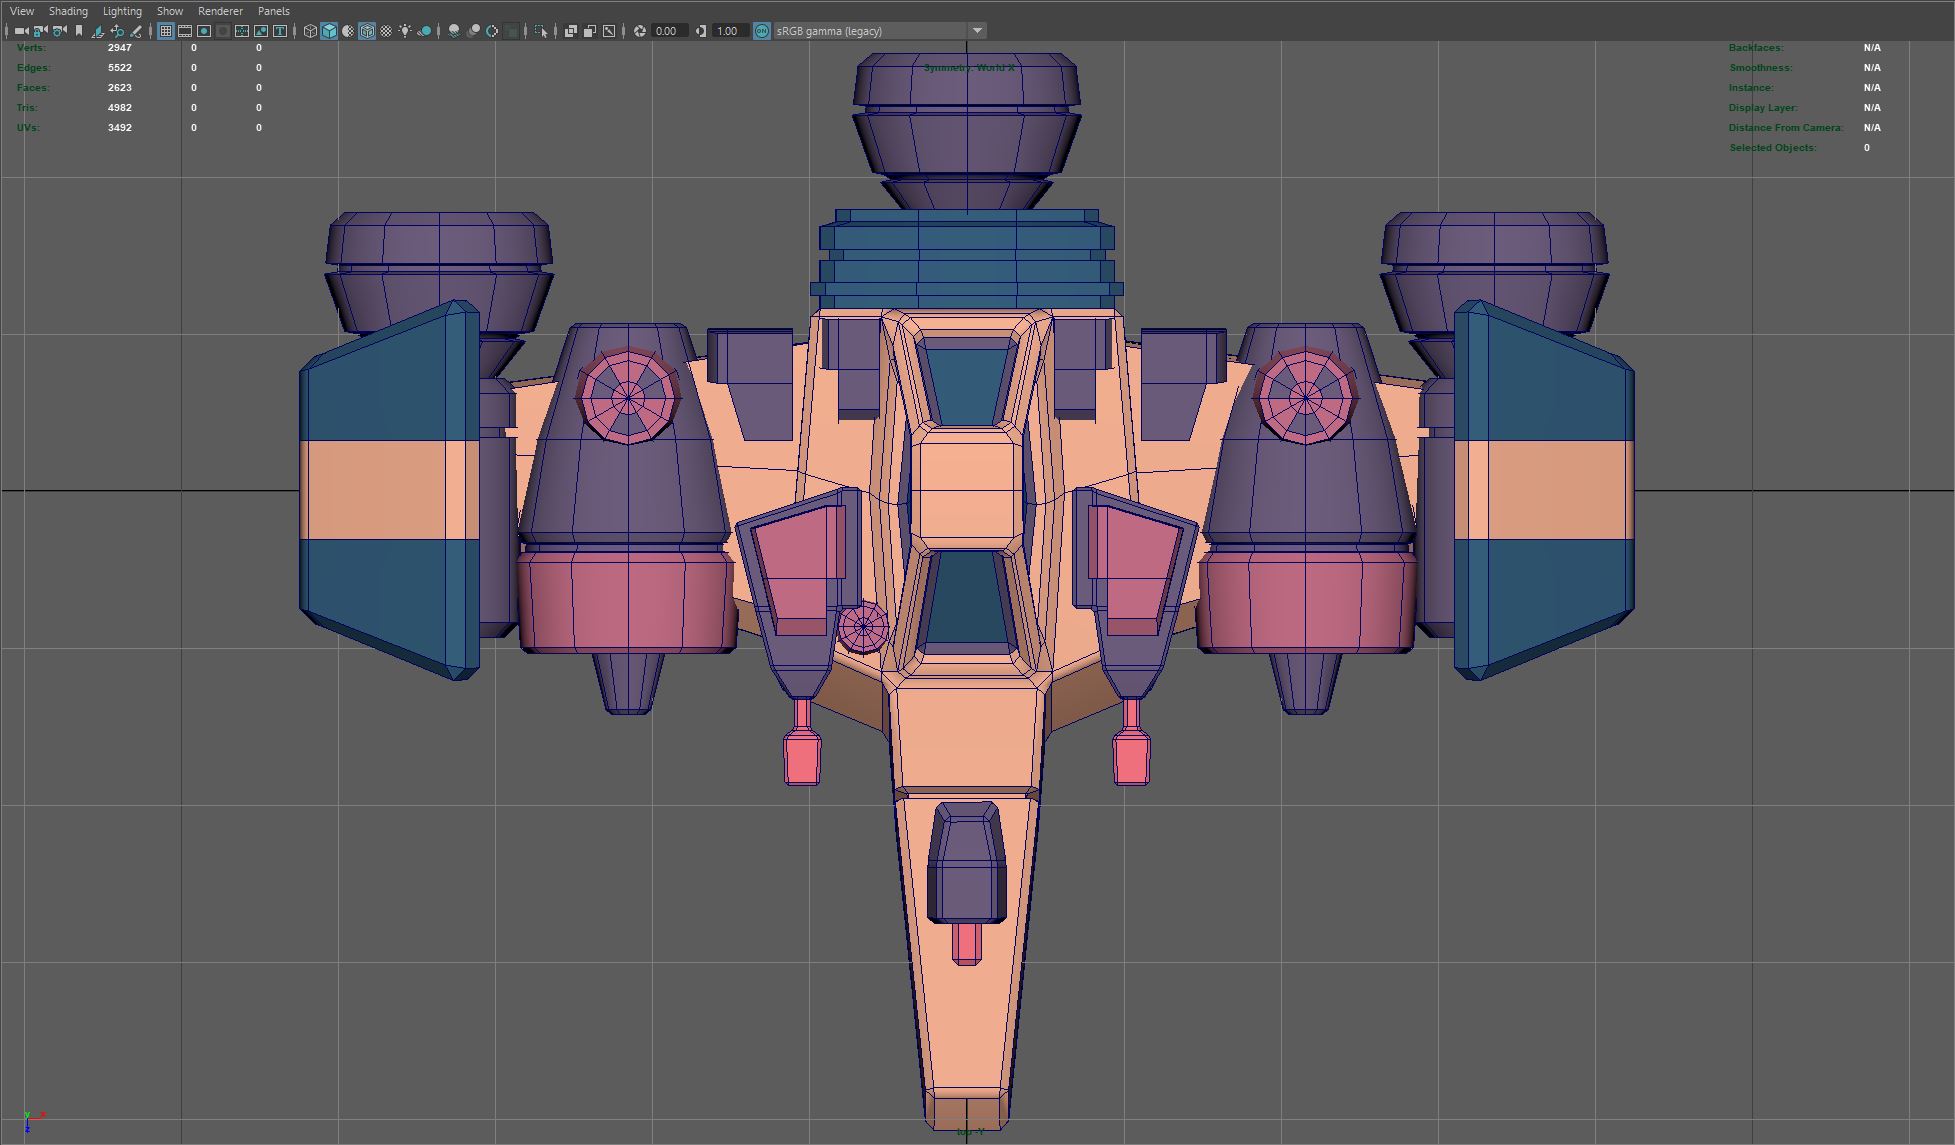 View Shading Lighting Show Renderer Panels
0.00 1.00 ON sRGB gamma (legacy)
Verts: 2947 0 0
Edges: 5522 0 0
Faces: 2623 0 0
Tris: 4982 0 0
UVs: 3492 0 0
Backfaces: N/A
Smoothness: N/A
Instance: N/A
Display Layer: N/A
Distance From Camera: N/A
Selected Objects: 0
Symmetry: World X
y x
z
top -Y